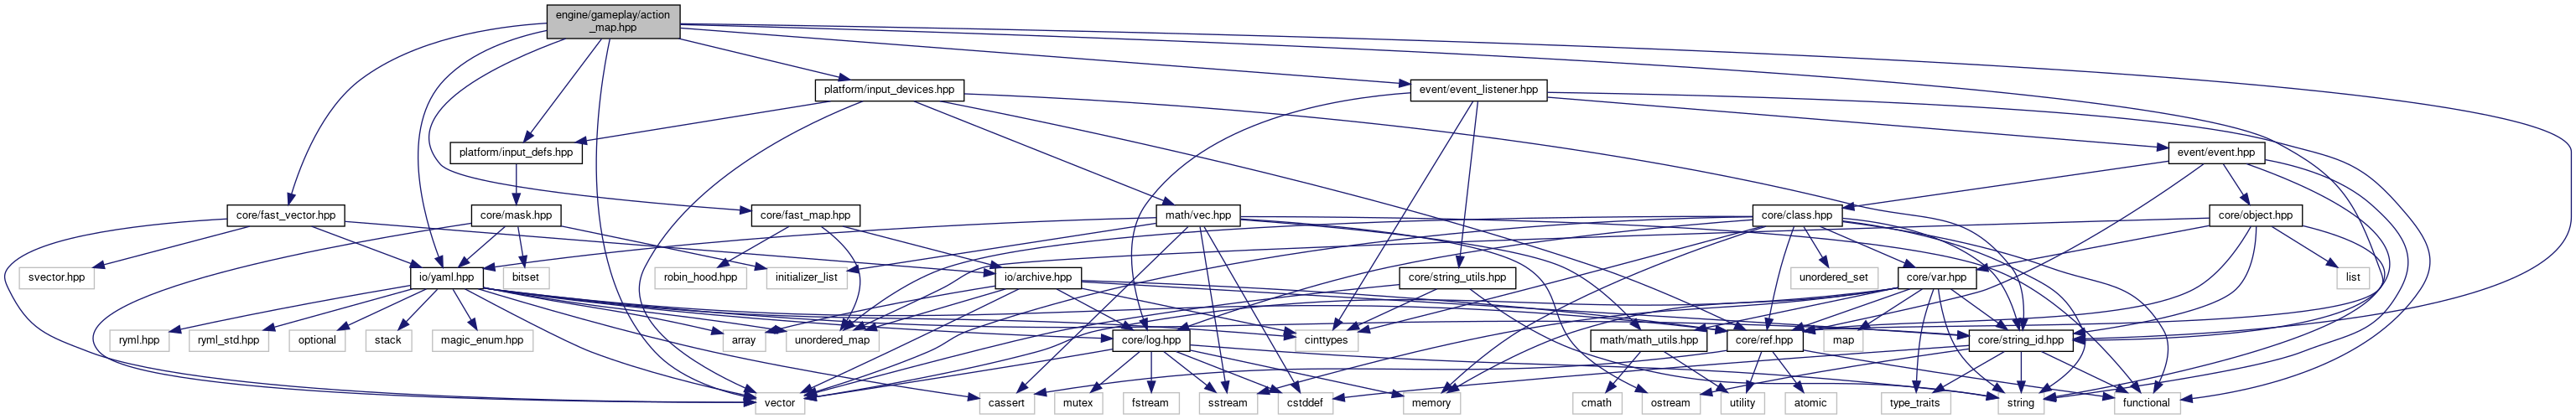 engine/gameplay/action
_map.hpp
platform/input_devices.hpp
event/event_listener.hpp
platform/input_defs.hpp
event/event.hpp
core/fast_vector.hpp
core/mask.hpp
core/fast_map.hpp
math/vec.hpp
core/class.hpp
core/object.hpp
svector.hpp
io/yaml.hpp
bitset
robin_hood.hpp
initializer_list
io/archive.hpp
core/string_utils.hpp
unordered_set
core/var.hpp
list
ryml.hpp
ryml_std.hpp
optional
stack
magic_enum.hpp
array
unordered_map
core/log.hpp
cinttypes
math/math_utils.hpp
core/ref.hpp
map
core/string_id.hpp
vector
cassert
mutex
fstream
sstream
cstddef
memory
cmath
ostream
utility
atomic
type_traits
string
functional